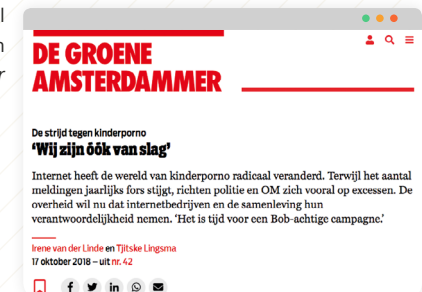 DE GROENE
AMSTERDAMMER
De strijd tegen kinderporno
‘Wij zijn óók van slag’
Internet heeft de wereld van kinderporno radicaal veranderd. Terwijl het aantal
meldingen jaarlijks fors stijgt, richten politie en OM zich vooral op excessen. De
overheid wil nu dat internetbedrijven en de samenleving hun
verantwoordelijkheid nemen. ‘Het is tijd voor een Bob-achtige campagne.’
Irene van der Linde en Tjitske Lingsma
17 oktober 2018 – uit nr. 42